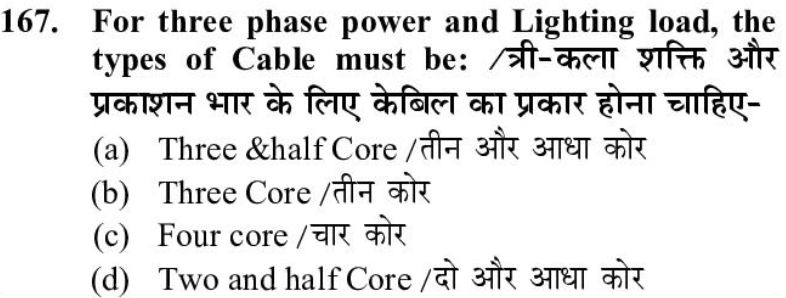 167. For three phase power and Lighting load, the
types of Cable must be: /त्री-कला शक्ति और
प्रकाशन भार के लिए केबिल का प्रकार होना चाहिए-
(a) Three &half Core /तीन और आधा कोर
(b) Three Core /तीन कोर
(c) Four core /चार कोर
(d) Two and half Core /दो और आधा कोर